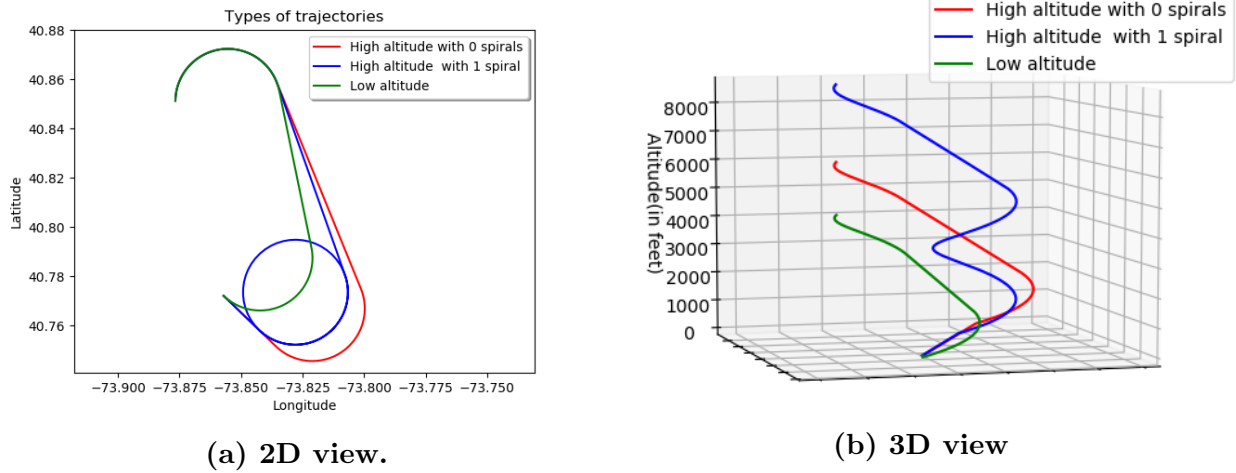 Types of trajectories
High altitude with 0 spirals
High altitude  with 1 spiral
Low altitude
40.88
40.86
40.84
40.82
40.80
40.78
40.76
Latitude
−73.900 −73.875 −73.850 −73.825 −73.800 −73.775 −73.750
Longitude
(a) 2D view.
High altitude with 0 spirals
High altitude  with 1 spiral
Low altitude
8000
7000
6000
5000
4000
3000
2000
1000
0
Altitude(in feet)
(b) 3D view